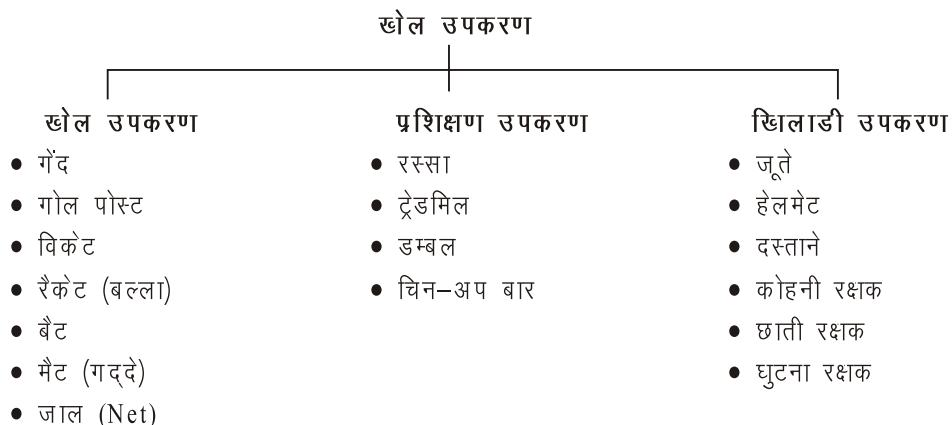 खेल उपकरण
खेल उपकरण
• गेंद
• गोल पोस्ट
• विकेट
• रैकेट (बल्ला)
• बैट
• मैट (गद्दे)
• जाल (Net)
प्रशिक्षण उपकरण
• रस्सा
• ट्रेडमिल
• डम्बल
• चिन–अप बार
खिलाडी उपकरण
• जूते
• हेलमेट
• दस्ताने
• कोहनी रक्षक
• छाती रक्षक
• घुटना रक्षक